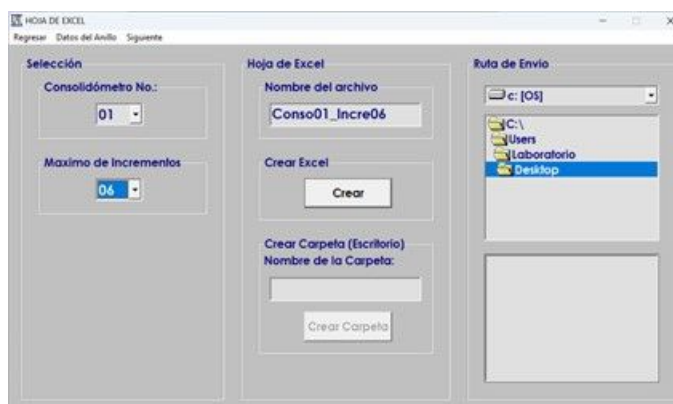 HOJA DE EXCEL
Regresar Datos del Anillo Siguiente
Selección
Consolidómetro No.:
01
Maximo de Incrementos
06
Hoja de Excel
Nombre del archivo
Conso01_Incre06
Crear Excel
Crear
Crear Carpeta (Escritorio)
Nombre de la Carpeta:
Crear Carpeta
Ruta de Envio
c: [OS]
C:\
Users
Laboratorio
Desktop